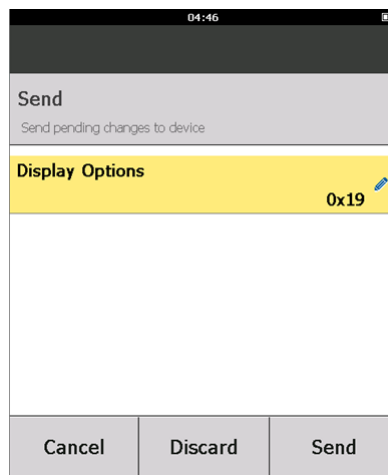 04:46
Send
Send pending changes to device
Display Options
0x19
Cancel
Discard
Send